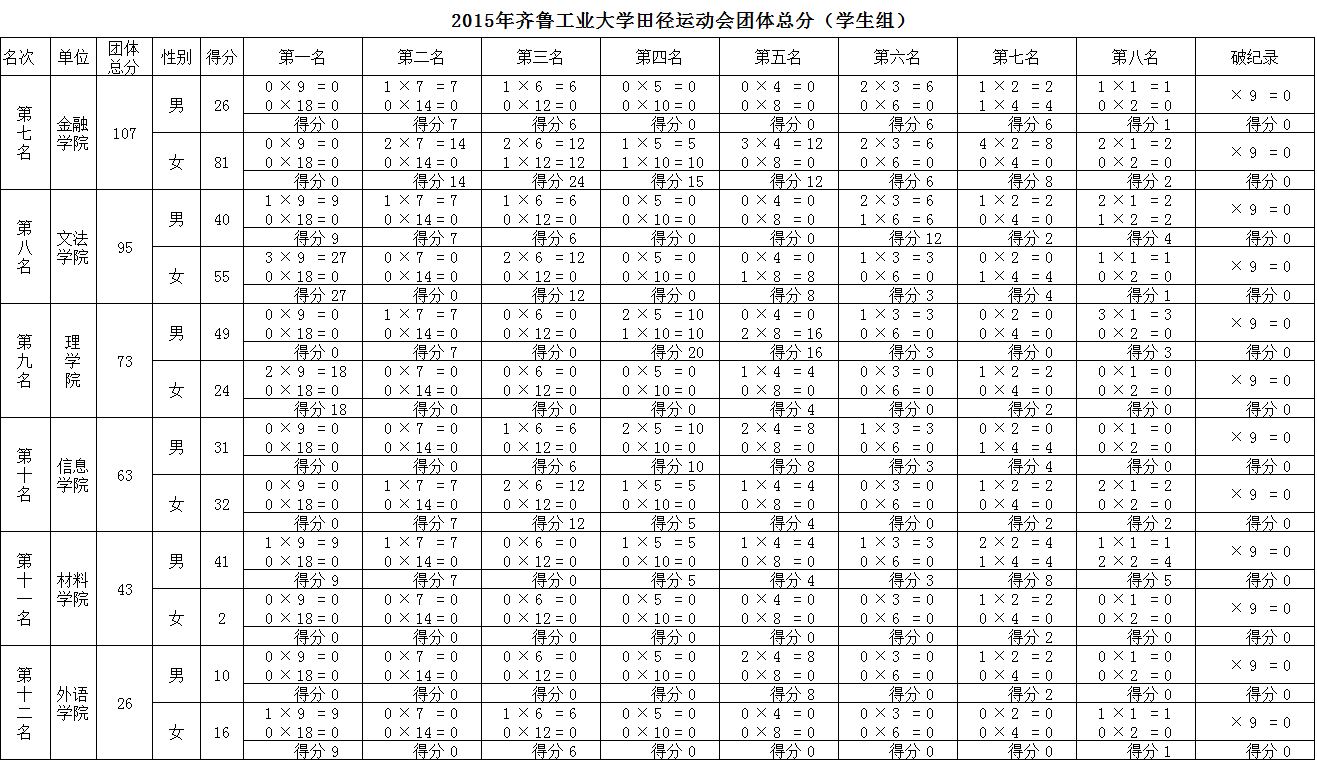 2015年齐鲁工业大学田径运动会团体总分（学生组）
名次 单位 团体总分 性别 得分 第一名 第二名 第三名 第四名 第五名 第六名 第七名 第八名 破纪录
第七名 金融学院 107 男 26
0×9 =0 1×7 =7 1×6 =6 0×5 =0 0×4 =0 2×3 =6 1×2 =2 1×1 =1 ×9 =0
0×18=0 0×14=0 0×12=0 0×10=0 0×8 =0 0×6 =0 1×4 =4 0×2 =0
得分0 得分7 得分6 得分0 得分0 得分6 得分6 得分1 得分0
女 81
0×9 =0 2×7 =14 2×6 =12 1×5 =5 3×4 =12 2×3 =6 4×2 =8 2×1 =2 ×9 =0
0×18=0 0×14=0 1×12=12 1×10=10 0×8 =0 0×6 =0 0×4 =0 0×2 =0
得分0 得分14 得分24 得分15 得分12 得分6 得分8 得分2 得分0
第八名 文法学院 95 男 40
1×9 =9 1×7 =7 1×6 =6 0×5 =0 0×4 =0 2×3 =6 1×2 =2 2×1 =2 ×9 =0
0×18=0 0×14=0 0×12=0 0×10=0 0×8 =0 1×6 =6 0×4 =0 1×2 =2
得分9 得分7 得分6 得分0 得分0 得分12 得分2 得分4 得分0
女 55
3×9 =27 0×7 =0 2×6 =12 0×5 =0 0×4 =0 1×3 =3 0×2 =0 1×1 =1 ×9 =0
0×18=0 0×14=0 0×12=0 0×10=0 1×8 =8 0×6 =0 1×4 =4 0×2 =0
得分27 得分0 得分12 得分0 得分8 得分3 得分4 得分1 得分0
第九名 理学院 73 男 49
0×9 =0 1×7 =7 0×6 =0 2×5 =10 0×4 =0 1×3 =3 0×2 =0 3×1 =3 ×9 =0
0×18=0 0×14=0 0×12=0 1×10=10 2×8 =16 0×6 =0 0×4 =0 0×2 =0
得分0 得分7 得分0 得分20 得分16 得分3 得分0 得分3 得分0
女 24
2×9 =18 0×7 =0 0×6 =0 0×5 =0 1×4 =4 0×3 =0 1×2 =2 0×1 =0 ×9 =0
0×18=0 0×14=0 0×12=0 0×10=0 0×8 =0 0×6 =0 0×4 =0 0×2 =0
得分18 得分0 得分0 得分0 得分4 得分0 得分2 得分0 得分0
第十名 信息学院 63 男 31
0×9 =0 0×7 =0 1×6 =6 2×5 =10 2×4 =8 1×3 =3 0×2 =0 0×1 =0 ×9 =0
0×18=0 0×14=0 0×12=0 0×10=0 0×8 =0 0×6 =0 1×4 =4 0×2 =0
得分0 得分0 得分6 得分10 得分8 得分3 得分4 得分0 得分0
女 32
0×9 =0 1×7 =7 2×6 =12 1×5 =5 1×4 =4 0×3 =0 1×2 =2 2×1 =2 ×9 =0
0×18=0 0×14=0 0×12=0 0×10=0 0×8 =0 0×6 =0 0×4 =0 0×2 =0
得分0 得分7 得分12 得分5 得分4 得分0 得分2 得分2 得分0
第十一名 材料学院 43 男 41
1×9 =9 1×7 =7 0×6 =0 1×5 =5 1×4 =4 1×3 =3 2×2 =4 1×1 =1 ×9 =0
0×18=0 0×14=0 0×12=0 0×10=0 0×8 =0 0×6 =0 1×4 =4 2×2 =4
得分9 得分7 得分0 得分5 得分4 得分3 得分8 得分5 得分0
女 2
0×9 =0 0×7 =0 0×6 =0 0×5 =0 0×4 =0 0×3 =0 1×2 =2 0×1 =0 ×9 =0
0×18=0 0×14=0 0×12=0 0×10=0 0×8 =0 0×6 =0 0×4 =0 0×2 =0
得分0 得分0 得分0 得分0 得分0 得分0 得分2 得分0 得分0
第十二名 外语学院 26 男 10
0×9 =0 0×7 =0 0×6 =0 0×5 =0 2×4 =8 0×3 =0 1×2 =2 0×1 =0 ×9 =0
0×18=0 0×14=0 0×12=0 0×10=0 0×8 =0 0×6 =0 0×4 =0 0×2 =0
得分0 得分0 得分0 得分0 得分8 得分0 得分2 得分0 得分0
女 16
1×9 =9 0×7 =0 1×6 =6 0×5 =0 0×4 =0 0×3 =0 0×2 =0 1×1 =1 ×9 =0
0×18=0 0×14=0 0×12=0 0×10=0 0×8 =0 0×6 =0 0×4 =0 0×2 =0
得分9 得分0 得分6 得分0 得分0 得分0 得分0 得分1 得分0